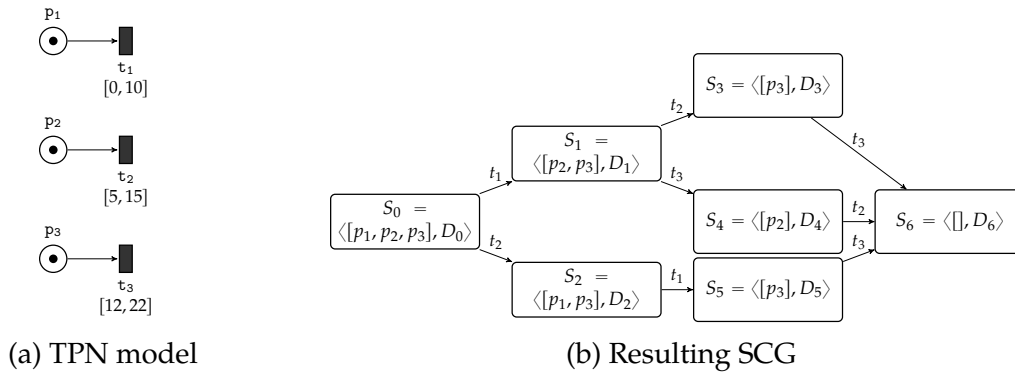 p₁
t₁
[0, 10]
p₂
t₂
[5, 15]
p₃
t₃
[12, 22]
(a) TPN model
S₀ =
⟨[p₁, p₂, p₃], D₀⟩
t₁
t₂
S₁ =
⟨[p₂, p₃], D₁⟩
S₂ =
⟨[p₁, p₃], D₂⟩
t₂
t₃
t₁
S₃ = ⟨[p₃], D₃⟩
S₄ = ⟨[p₂], D₄⟩
S₅ = ⟨[p₃], D₅⟩
t₃
t₂
t₃
S₆ = ⟨[], D₆⟩
(b) Resulting SCG